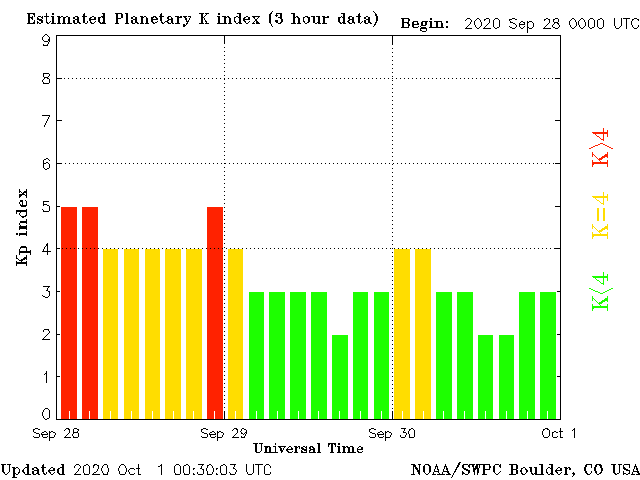 Estimated Planetary K index (3 hour data)
Begin: 2020 Sep 28 0000 UTC
9
8
7
6
5
4
3
2
1
0
Kp index
K>4
K=4
K<4
Sep 28
Sep 29
Sep 30
Oct 1
Universal Time
Updated 2020 Oct 1 00:30:03 UTC
NOAA/SWPC Boulder, CO USA